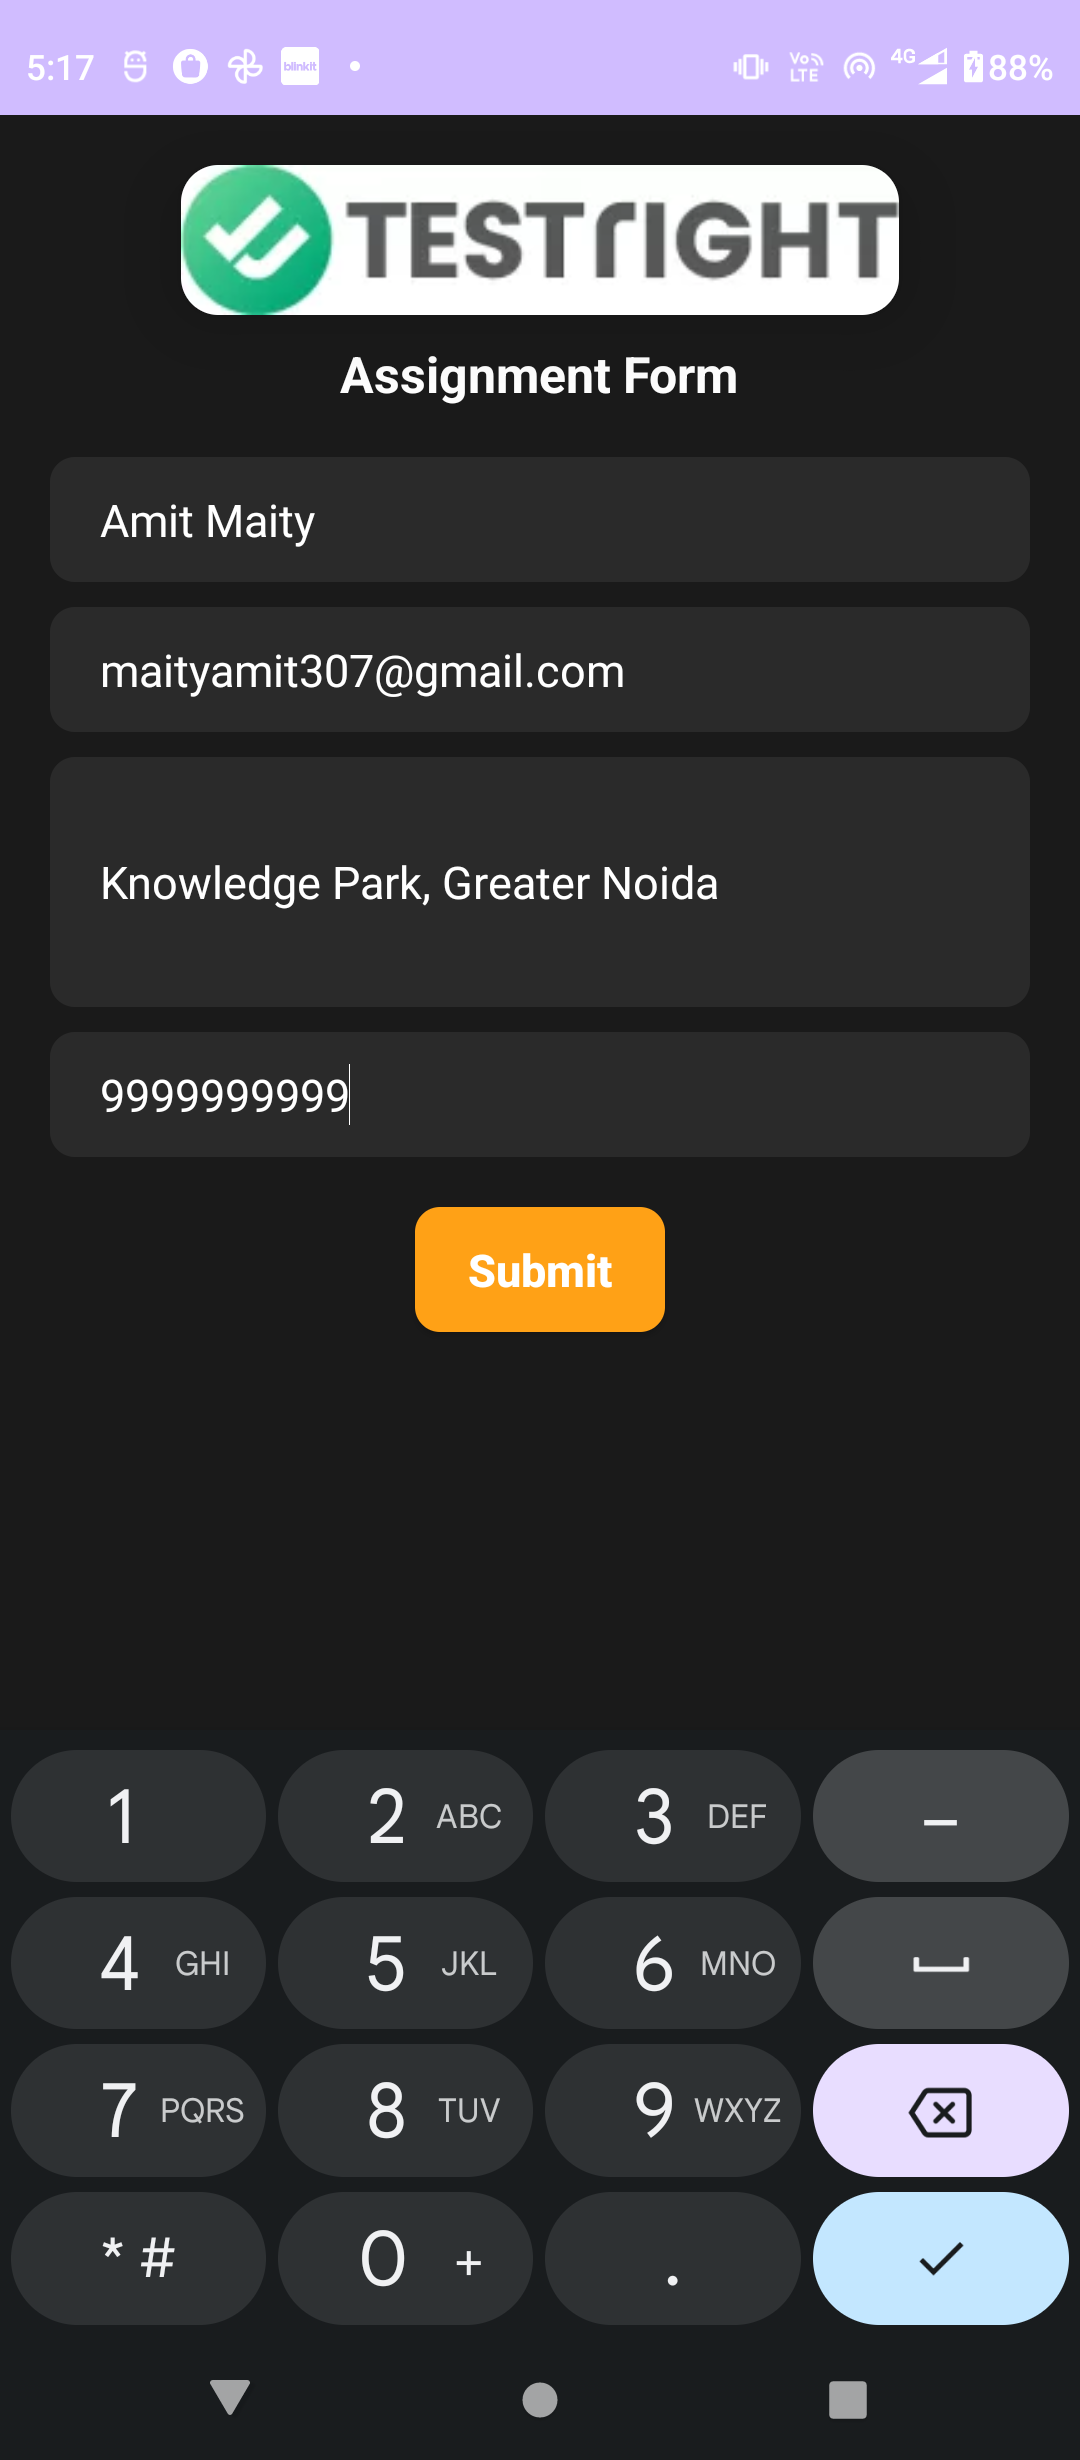 5:17 blinkit Vo LTE 4G 88%
TESTRIGHT
Assignment Form
Amit Maity
maityamit307@gmail.com
Knowledge Park, Greater Noida
9999999999
Submit
1 2 ABC 3 DEF –
4 GHI 5 JKL 6 MNO
7 PQRS 8 TUV 9 WXYZ
* # 0 + .